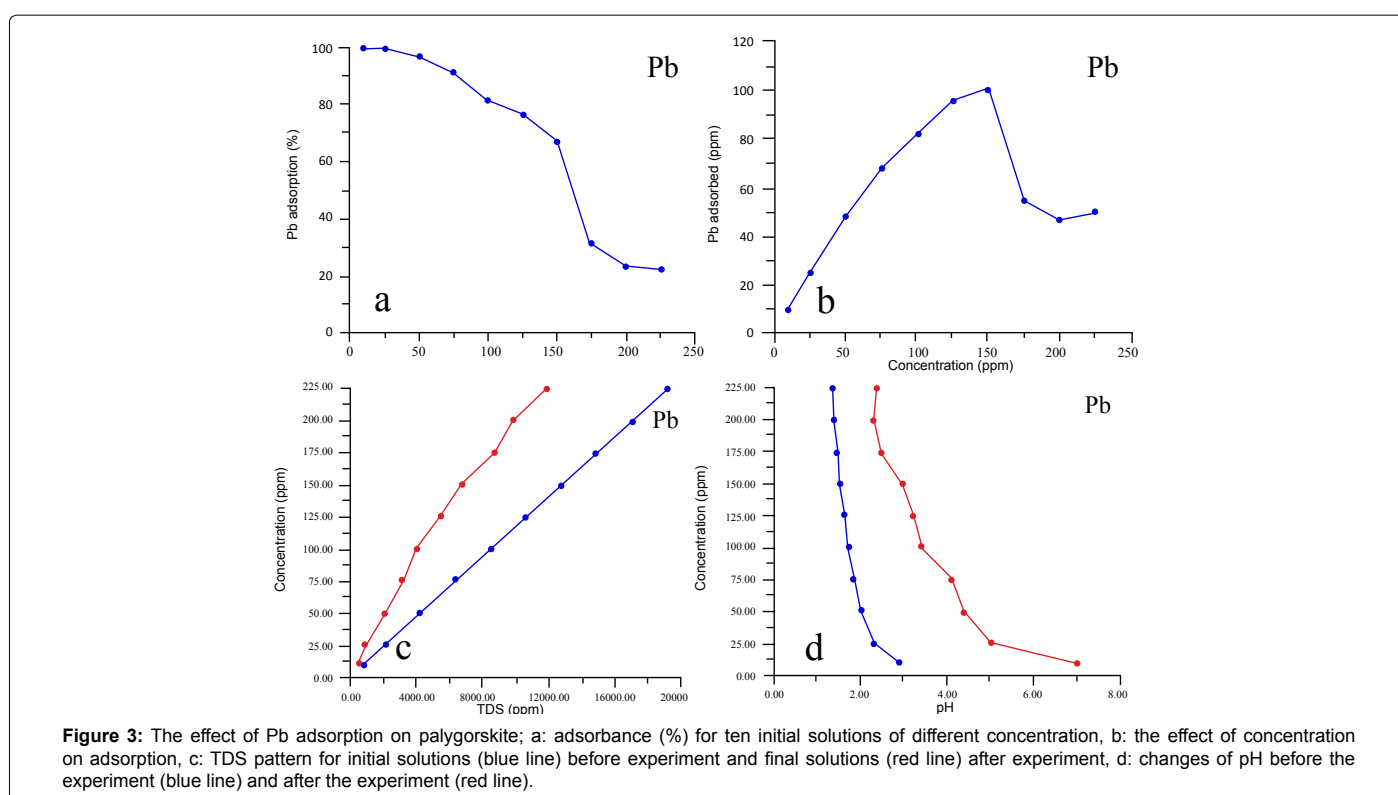 100
80
60
40
20
0
Pb adsorption (%)
Pb
a
0 50 100 150 200 250
120
100
80
60
40
20
0
Pb adsorbed (ppm)
Pb
b
0 50 100 150 200 250
Concentration (ppm)
225.00
200.00
175.00
150.00
125.00
100.00
75.00
50.00
25.00
0.00
Concentration (ppm)
Pb
c
0.00 4000.00 8000.00 12000.00 16000.00 20000
TDS (ppm)
225.00
200.00
175.00
150.00
125.00
100.00
75.00
50.00
25.00
0.00
Concentration (ppm)
Pb
d
0.00 2.00 4.00 6.00 8.00
pH
Figure 3: The effect of Pb adsorption on palygorskite; a: adsorbance (%) for ten initial solutions of different concentration, b: the effect of concentration
on adsorption, c: TDS pattern for initial solutions (blue line) before experiment and final solutions (red line) after experiment, d: changes of pH before the
experiment (blue line) and after the experiment (red line).